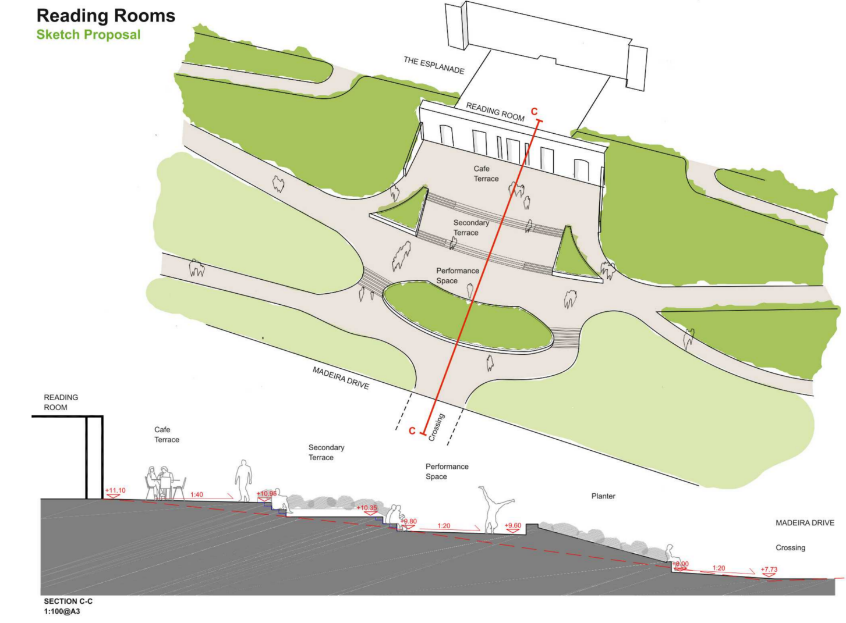 Reading Rooms
Sketch Proposal
THE ESPLANADE
READING ROOM
C
Cafe
Terrace
Secondary
Terrace
Performance
Space
MADEIRA DRIVE
C
Crossing
READING
ROOM
Cafe
Terrace
Secondary
Terrace
Performance
Space
Planter
MADEIRA DRIVE
Crossing
+11.10
1:40
+10.95
+10.35
+9.80
1:20
+9.60
1:20
+7.73
SECTION C-C
1:100@A3